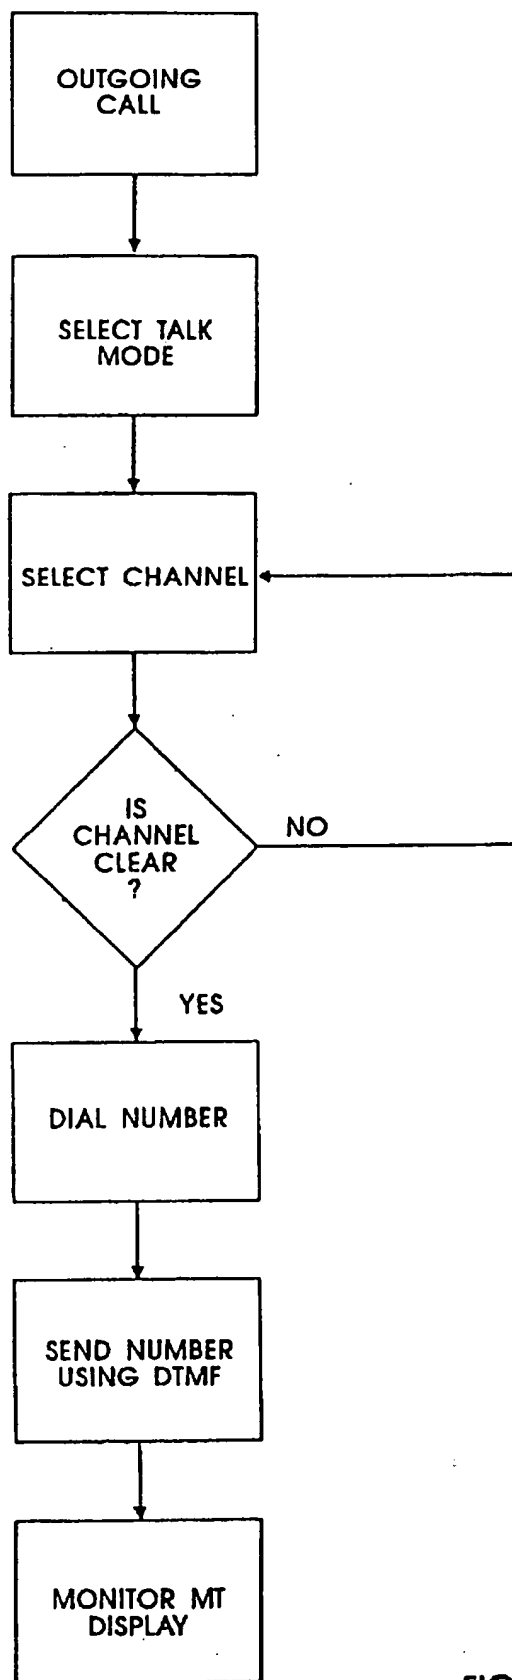 OUTGOING
CALL
SELECT TALK
MODE
SELECT CHANNEL
IS
CHANNEL
CLEAR
?
NO
YES
DIAL NUMBER
SEND NUMBER
USING DTMF
MONITOR MT
DISPLAY